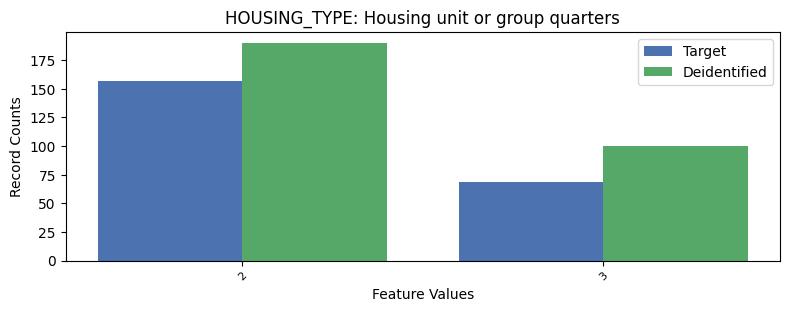 HOUSING_TYPE: Housing unit or group quarters
Target
Deidentified
Record Counts
175
150
125
100
75
50
25
0
2
3
Feature Values